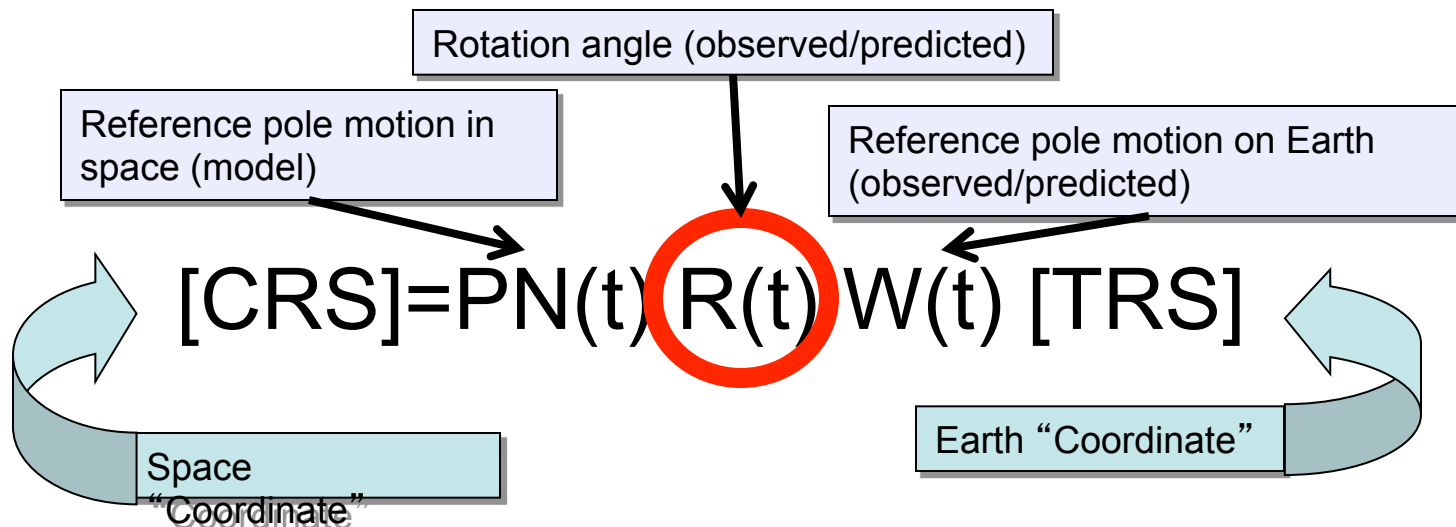 Rotation angle (observed/predicted)
Reference pole motion in
space (model)
Reference pole motion on Earth
(observed/predicted)
[CRS]=PN(t) R(t) W(t) [TRS]
Space
“Coordinate”
Earth “Coordinate”